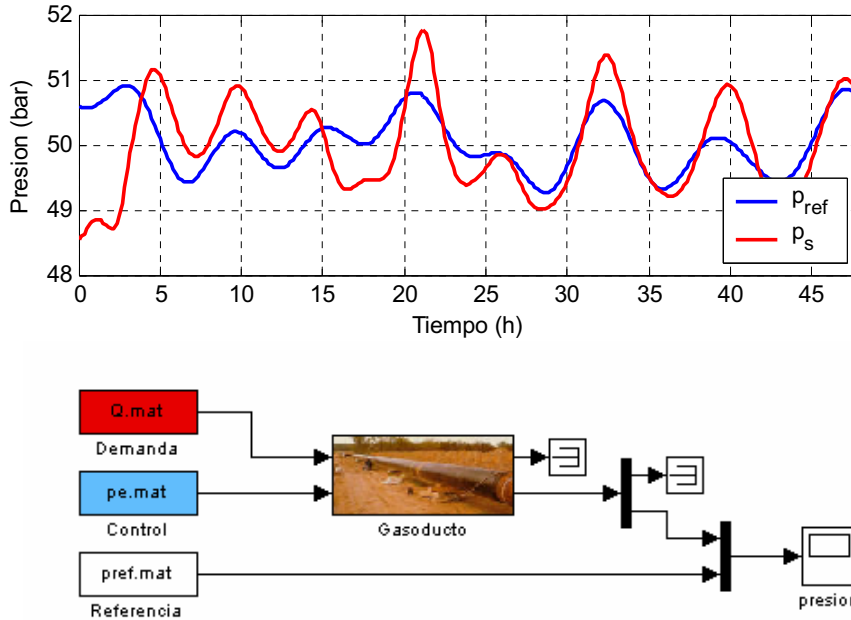 52
51
50
49
48
Presion (bar)
p_ref
p_s
0 5 10 15 20 25 30 35 40 45
Tiempo (h)
Q.mat
Demanda
pe.mat
Control
Gasoducto
pref.mat
Referencia
presion